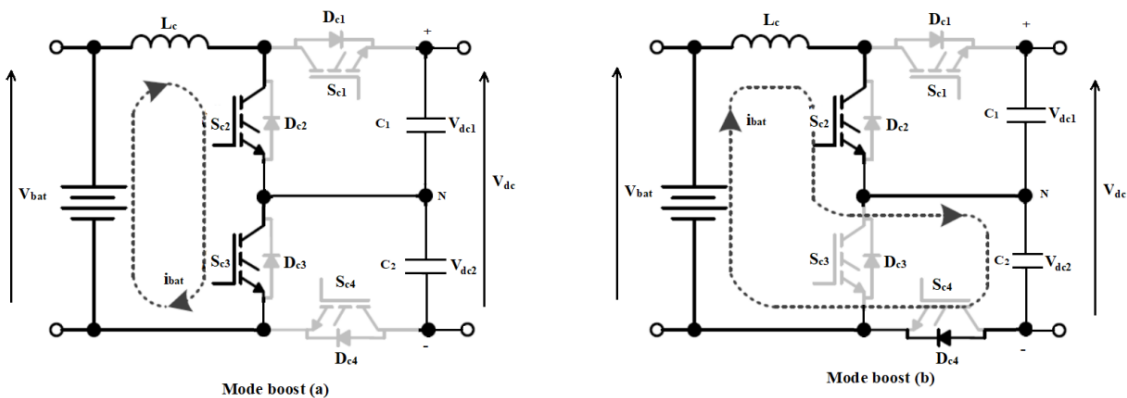 Lc
Dc1
+
Sc1
Sc2
Dc2
C1
Vdc1
Vbat
N
Vdc
Sc3
Dc3
C2
Vdc2
ibat
Sc4
-
Dc4
Mode boost (a)
Lc
Dc1
+
Sc1
ibat
Sc2
Dc2
C1
Vdc1
Vbat
N
Vdc
Sc3
Dc3
C2
Vdc2
Sc4
-
Dc4
Mode boost (b)